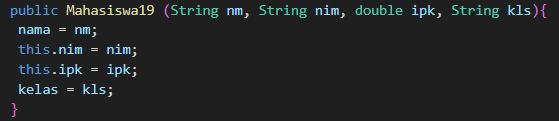 public Mahasiswa19 (String nm, String nim, double ipk, String kls){
nama = nm;
this.nim = nim;
this.ipk = ipk;
kelas = kls;
}